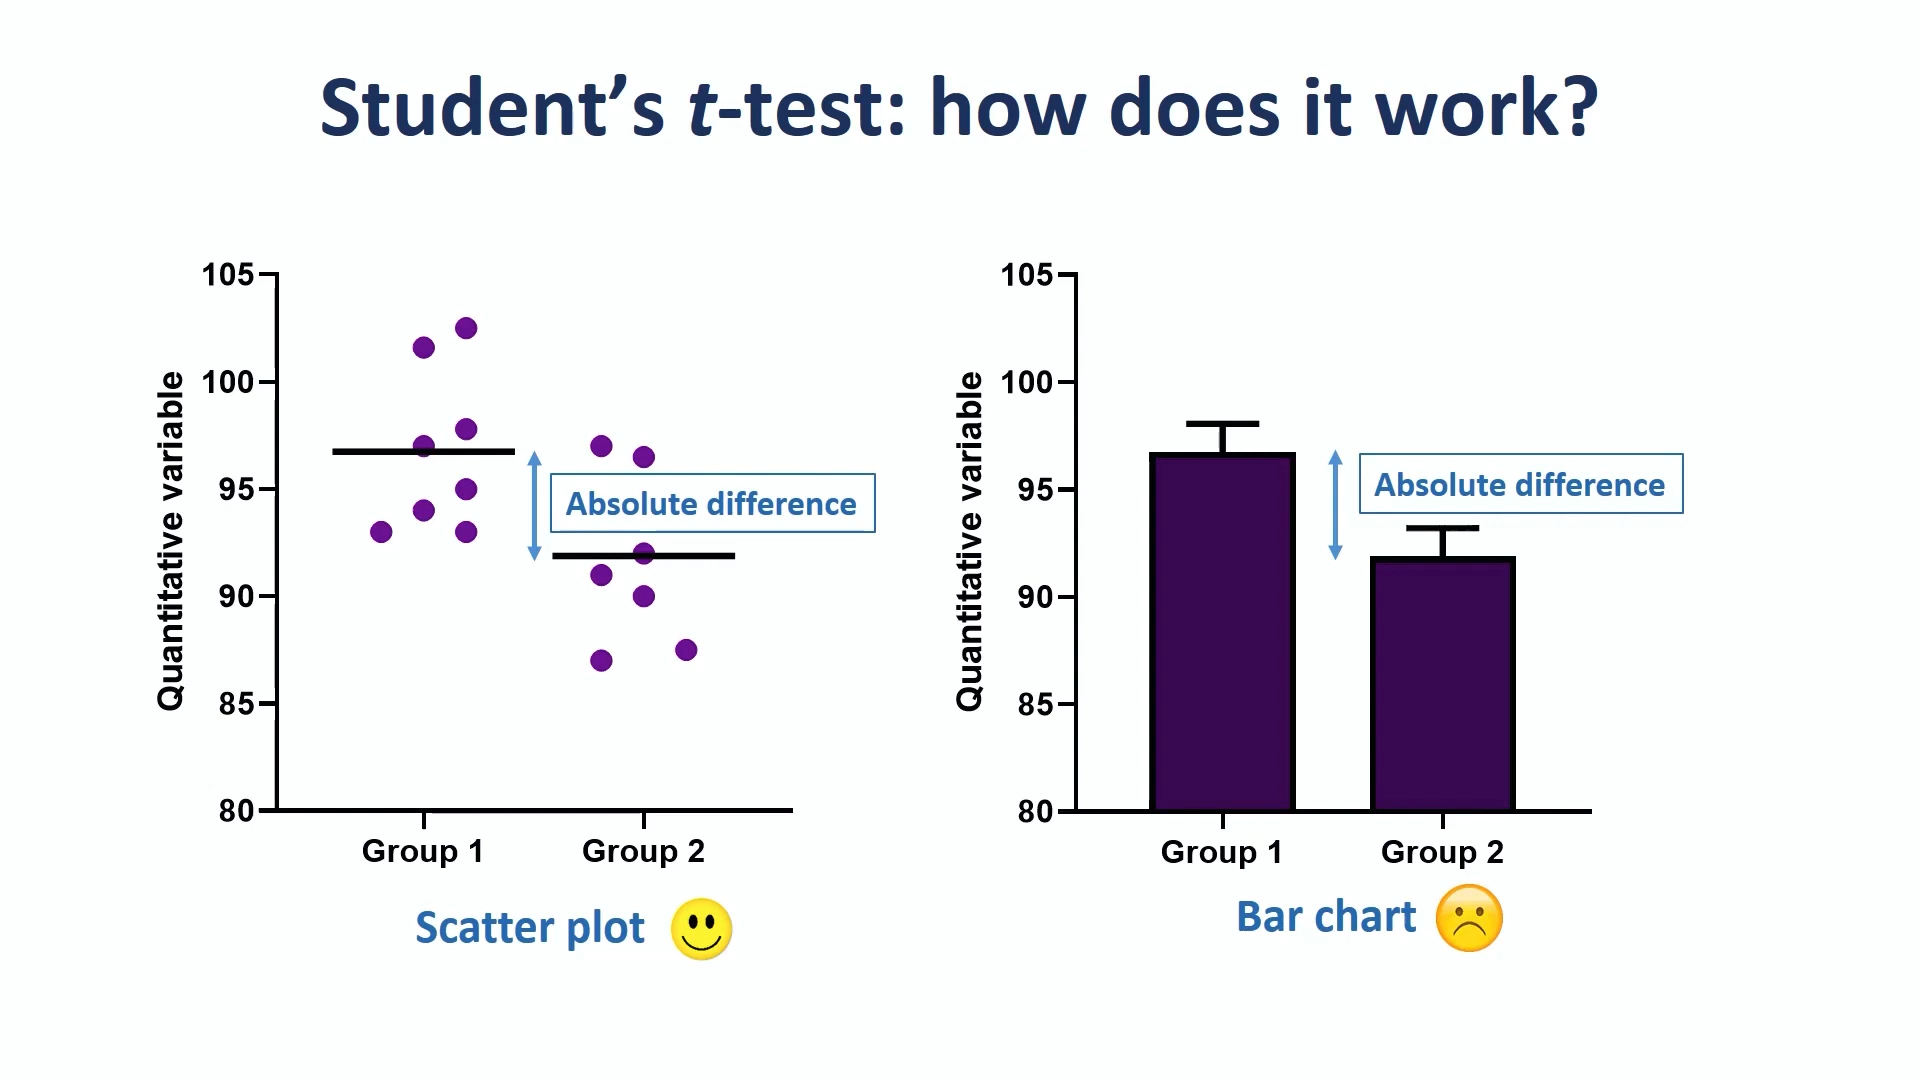 Student’s t-test: how does it work?
Quantitative variable
105
100
95
90
85
80
Absolute difference
Group 1
Group 2
Scatter plot
Quantitative variable
105
100
95
90
85
80
Absolute difference
Group 1
Group 2
Bar chart